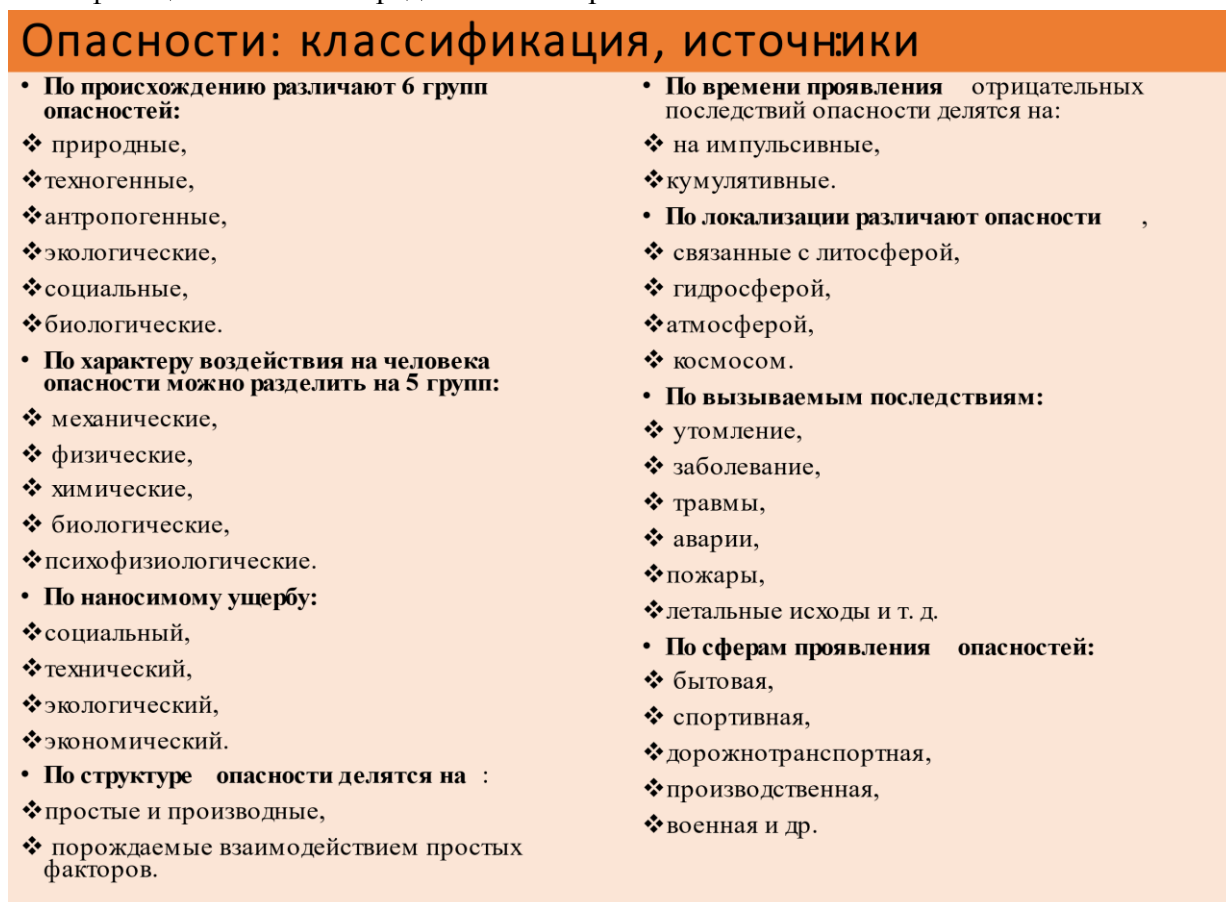 Опасности: классификация, источники
• По происхождению различают 6 групп
опасностей:
❖ природные,
❖техногенные,
❖антропогенные,
❖экологические,
❖социальные,
❖биологические.
• По характеру воздействия на человека
опасности можно разделить на 5 групп:
❖ механические,
❖ физические,
❖ химические,
❖ биологические,
❖психофизиологические.
• По наносимому ущербу:
❖социальный,
❖технический,
❖экологический,
❖экономический.
• По структуре опасности делятся на :
❖простые и производные,
❖ порождаемые взаимодействием простых
факторов.
• По времени проявления отрицательных
последствий опасности делятся на:
❖ на импульсивные,
❖кумулятивные.
• По локализации различают опасности ,
❖ связанные с литосферой,
❖ гидросферой,
❖атмосферой,
❖ космосом.
• По вызываемым последствиям:
❖ утомление,
❖ заболевание,
❖ травмы,
❖ аварии,
❖пожары,
❖летальные исходы и т. д.
• По сферам проявления опасностей:
❖ бытовая,
❖ спортивная,
❖дорожнотранспортная,
❖производственная,
❖военная и др.